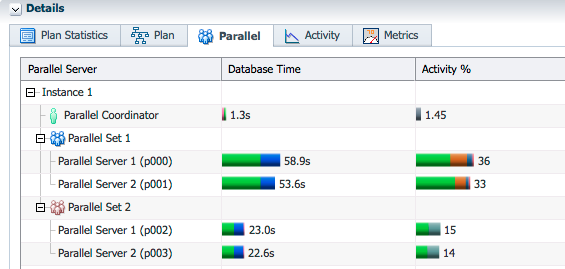 Details
Plan Statistics Plan Parallel Activity Metrics
Parallel Server Database Time Activity %
Instance 1
Parallel Coordinator 1.3s 1.45
Parallel Set 1
Parallel Server 1 (p000) 58.9s 36
Parallel Server 2 (p001) 53.6s 33
Parallel Set 2
Parallel Server 1 (p002) 23.0s 15
Parallel Server 2 (p003) 22.6s 14